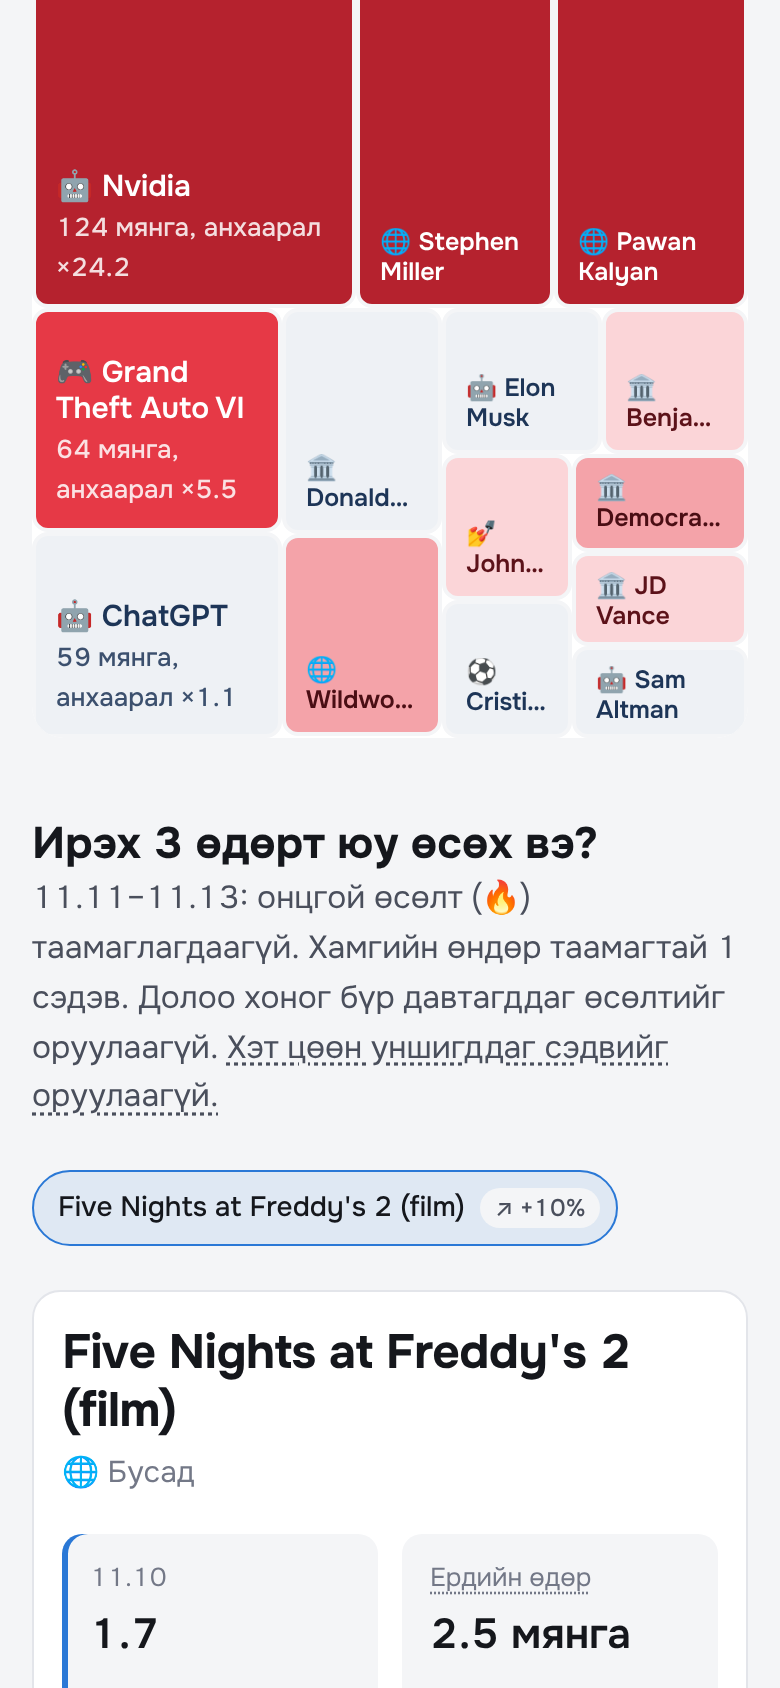 🤖 Nvidia
124 мянга, анхаарал
×24.2
🌐 Stephen
Miller
🌐 Pawan
Kalyan
🎮 Grand
Theft Auto VI
64 мянга,
анхаарал ×5.5
🏛️
Donald...
🤖 Elon
Musk
🏛️
Benja...
💅
John...
🏛️
Democra...
🏛️ JD
Vance
🤖 ChatGPT
59 мянга,
анхаарал ×1.1
🌐
Wildwo...
⚽
Cristi...
🤖 Sam
Altman
Ирэх 3 өдөрт юу өсөх вэ?
11.11–11.13: онцгой өсөлт (🔥)
таамаглагдаагүй. Хамгийн өндөр таамагтай 1
сэдэв. Долоо хоног бүр давтагддаг өсөлтийг
оруулаагүй. Хэт цөөн уншигддаг сэдвийг
оруулаагүй.
Five Nights at Freddy's 2 (film) ↗ +10%
Five Nights at Freddy's 2
(film)
🌐 Бусад
11.10
1.7
Ердийн өдөр
2.5 мянга